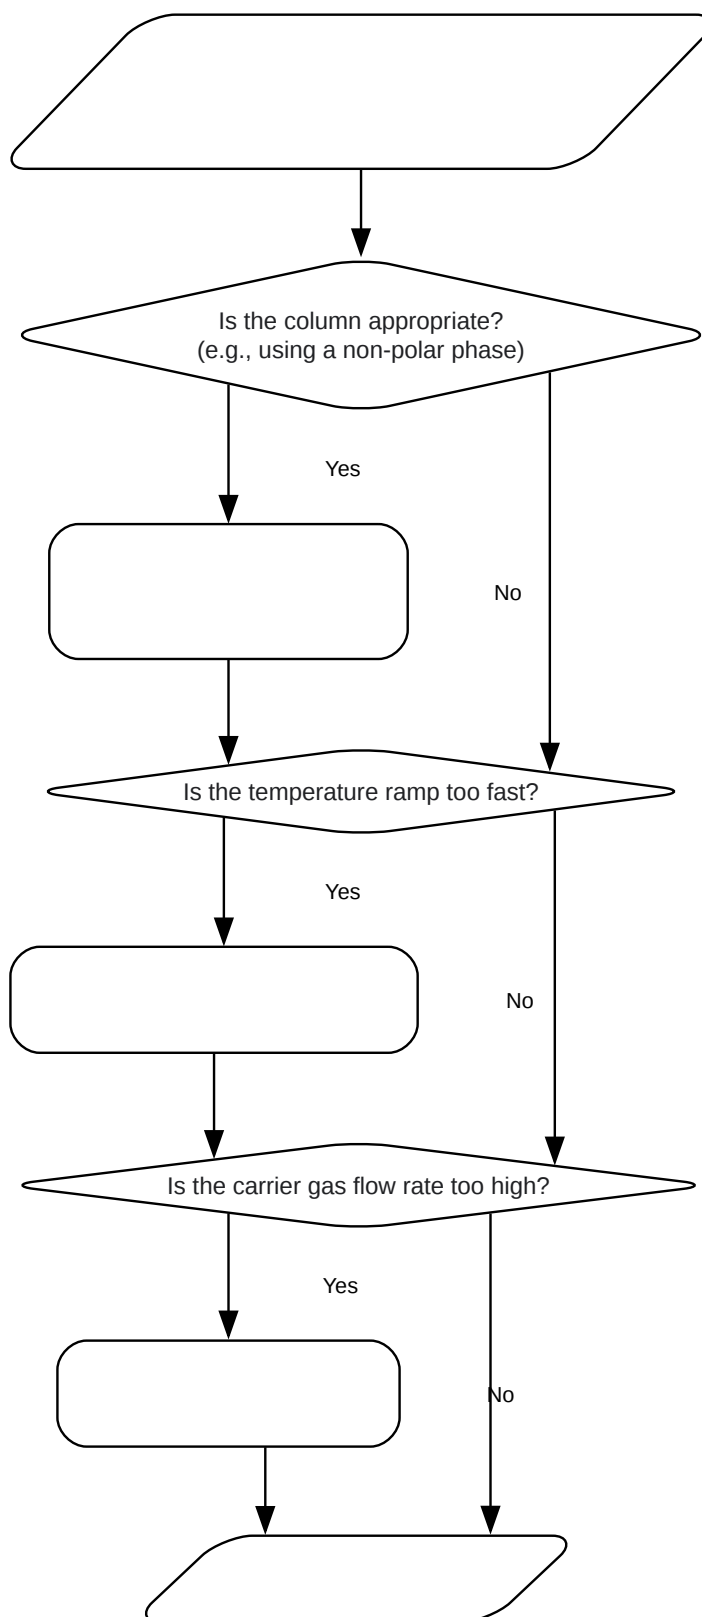 Is the column appropriate?
(e.g., using a non-polar phase)
Yes
No
Is the temperature ramp too fast?
Yes
No
Is the carrier gas flow rate too high?
Yes
No